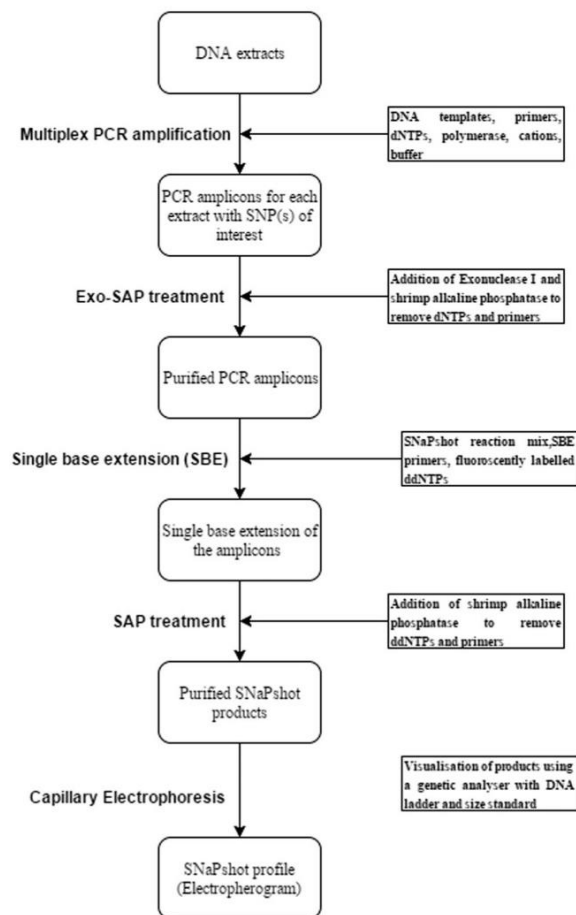 DNA extracts
Multiplex PCR amplification
DNA templates, primers,
dNTPs, polymerase, cations,
buffer
PCR amplicons for each
extract with SNP(s) of
interest
Exo-SAP treatment
Addition of Exonuclease I and
shrimp alkaline phosphatase to
remove dNTPs and primers
Purified PCR amplicons
Single base extension (SBE)
SNaPshot reaction mix,SBE
primers, fluoroscently labelled
ddNTPs
Single base extension of
the amplicons
SAP treatment
Addition of shrimp alkaline
phosphatase to remove
ddNTPs and primers
Purified SNaPshot
products
Capillary Electrophoresis
Visualisation of products using
a genetic analyser with DNA
ladder and size standard
SNaPshot profile
(Electropherogram)